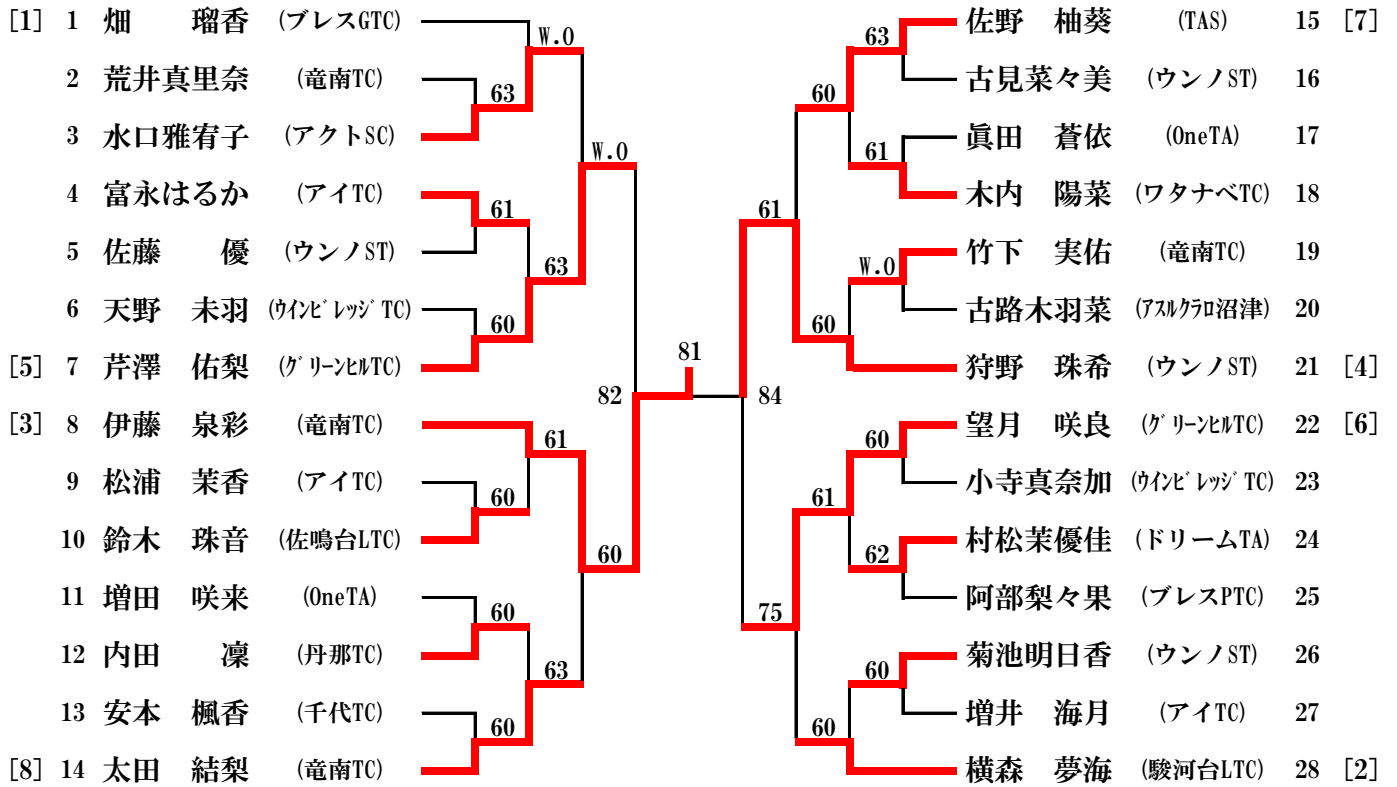 [1] 1 畑　瑠香 (ブレスGTC)
W.0
2 荒井真里奈 (竜南TC)
63
3 水口雅宥子 (アクトSC)
W.0
4 富永はるか (アイTC)
61
5 佐藤　優 (ウンノST)
63
6 天野　未羽 (ウインビレッジTC)
60
[5] 7 芹澤　佑梨 (グリーンヒルTC)
82
[3] 8 伊藤　泉彩 (竜南TC)
61
9 松浦　茉香 (アイTC)
60
10 鈴木　珠音 (佐鳴台LTC)
60
11 増田　咲来 (OneTA)
60
12 内田　凜 (丹那TC)
63
13 安本　楓香 (千代TC)
60
[8] 14 太田　結梨 (竜南TC)
81
佐野　柚葵 (TAS) 15 [7]
63
古見菜々美 (ウンノST) 16
60
眞田　蒼依 (OneTA) 17
61
木内　陽菜 (ワタナベTC) 18
61
竹下　実佑 (竜南TC) 19
W.0
古路木羽菜 (アスルクラロ沼津) 20
60
狩野　珠希 (ウンノST) 21 [4]
84
望月　咲良 (グリーンヒルTC) 22 [6]
60
小寺真奈加 (ウインビレッジTC) 23
61
村松茉優佳 (ドリームTA) 24
62
阿部梨々果 (ブレスPTC) 25
75
菊池明日香 (ウンノST) 26
60
増井　海月 (アイTC) 27
60
横森　夢海 (駿河台LTC) 28 [2]